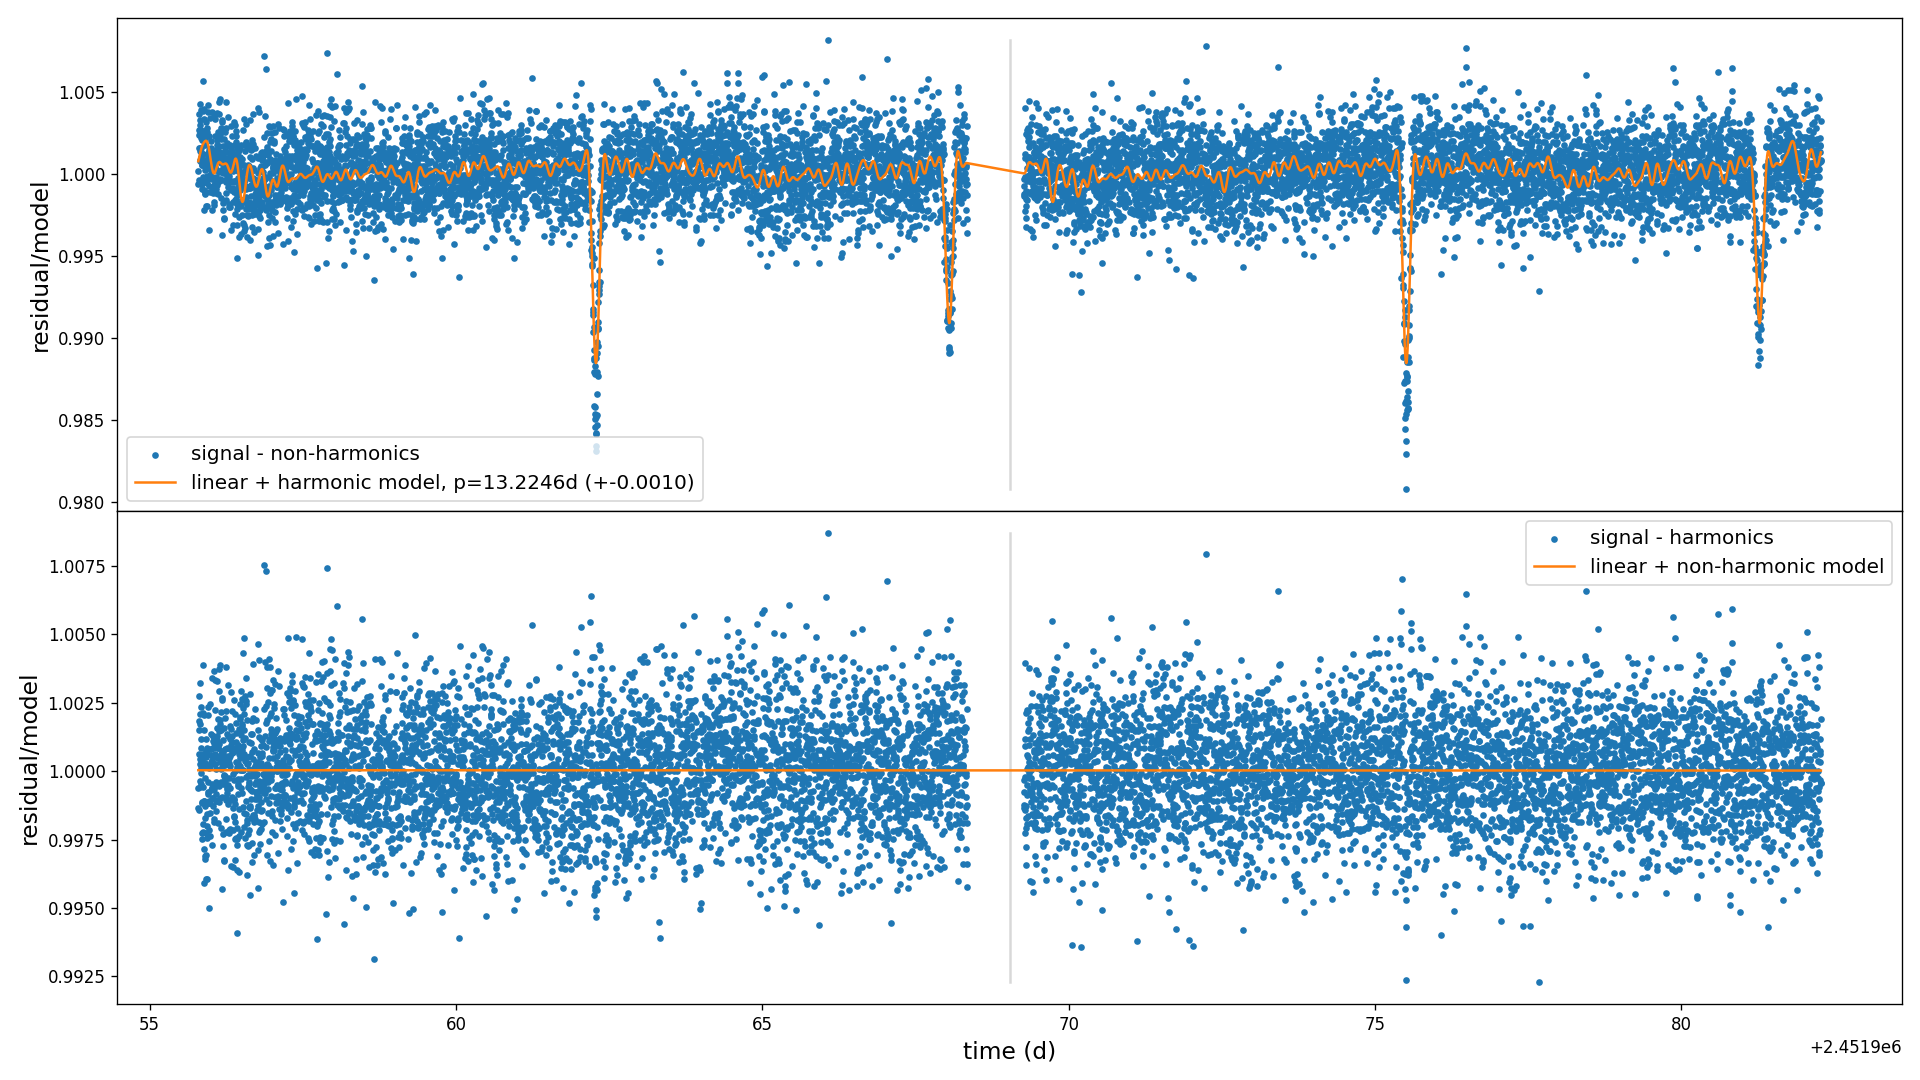 residual/model
1.005
1.000
0.995
0.990
0.985
0.980
signal - non-harmonics
linear + harmonic model, p=13.2246d (+-0.0010)
residual/model
1.0075
1.0050
1.0025
1.0000
0.9975
0.9950
0.9925
signal - harmonics
linear + non-harmonic model
55
60
65
70
75
80
time (d)
+2.4519e6